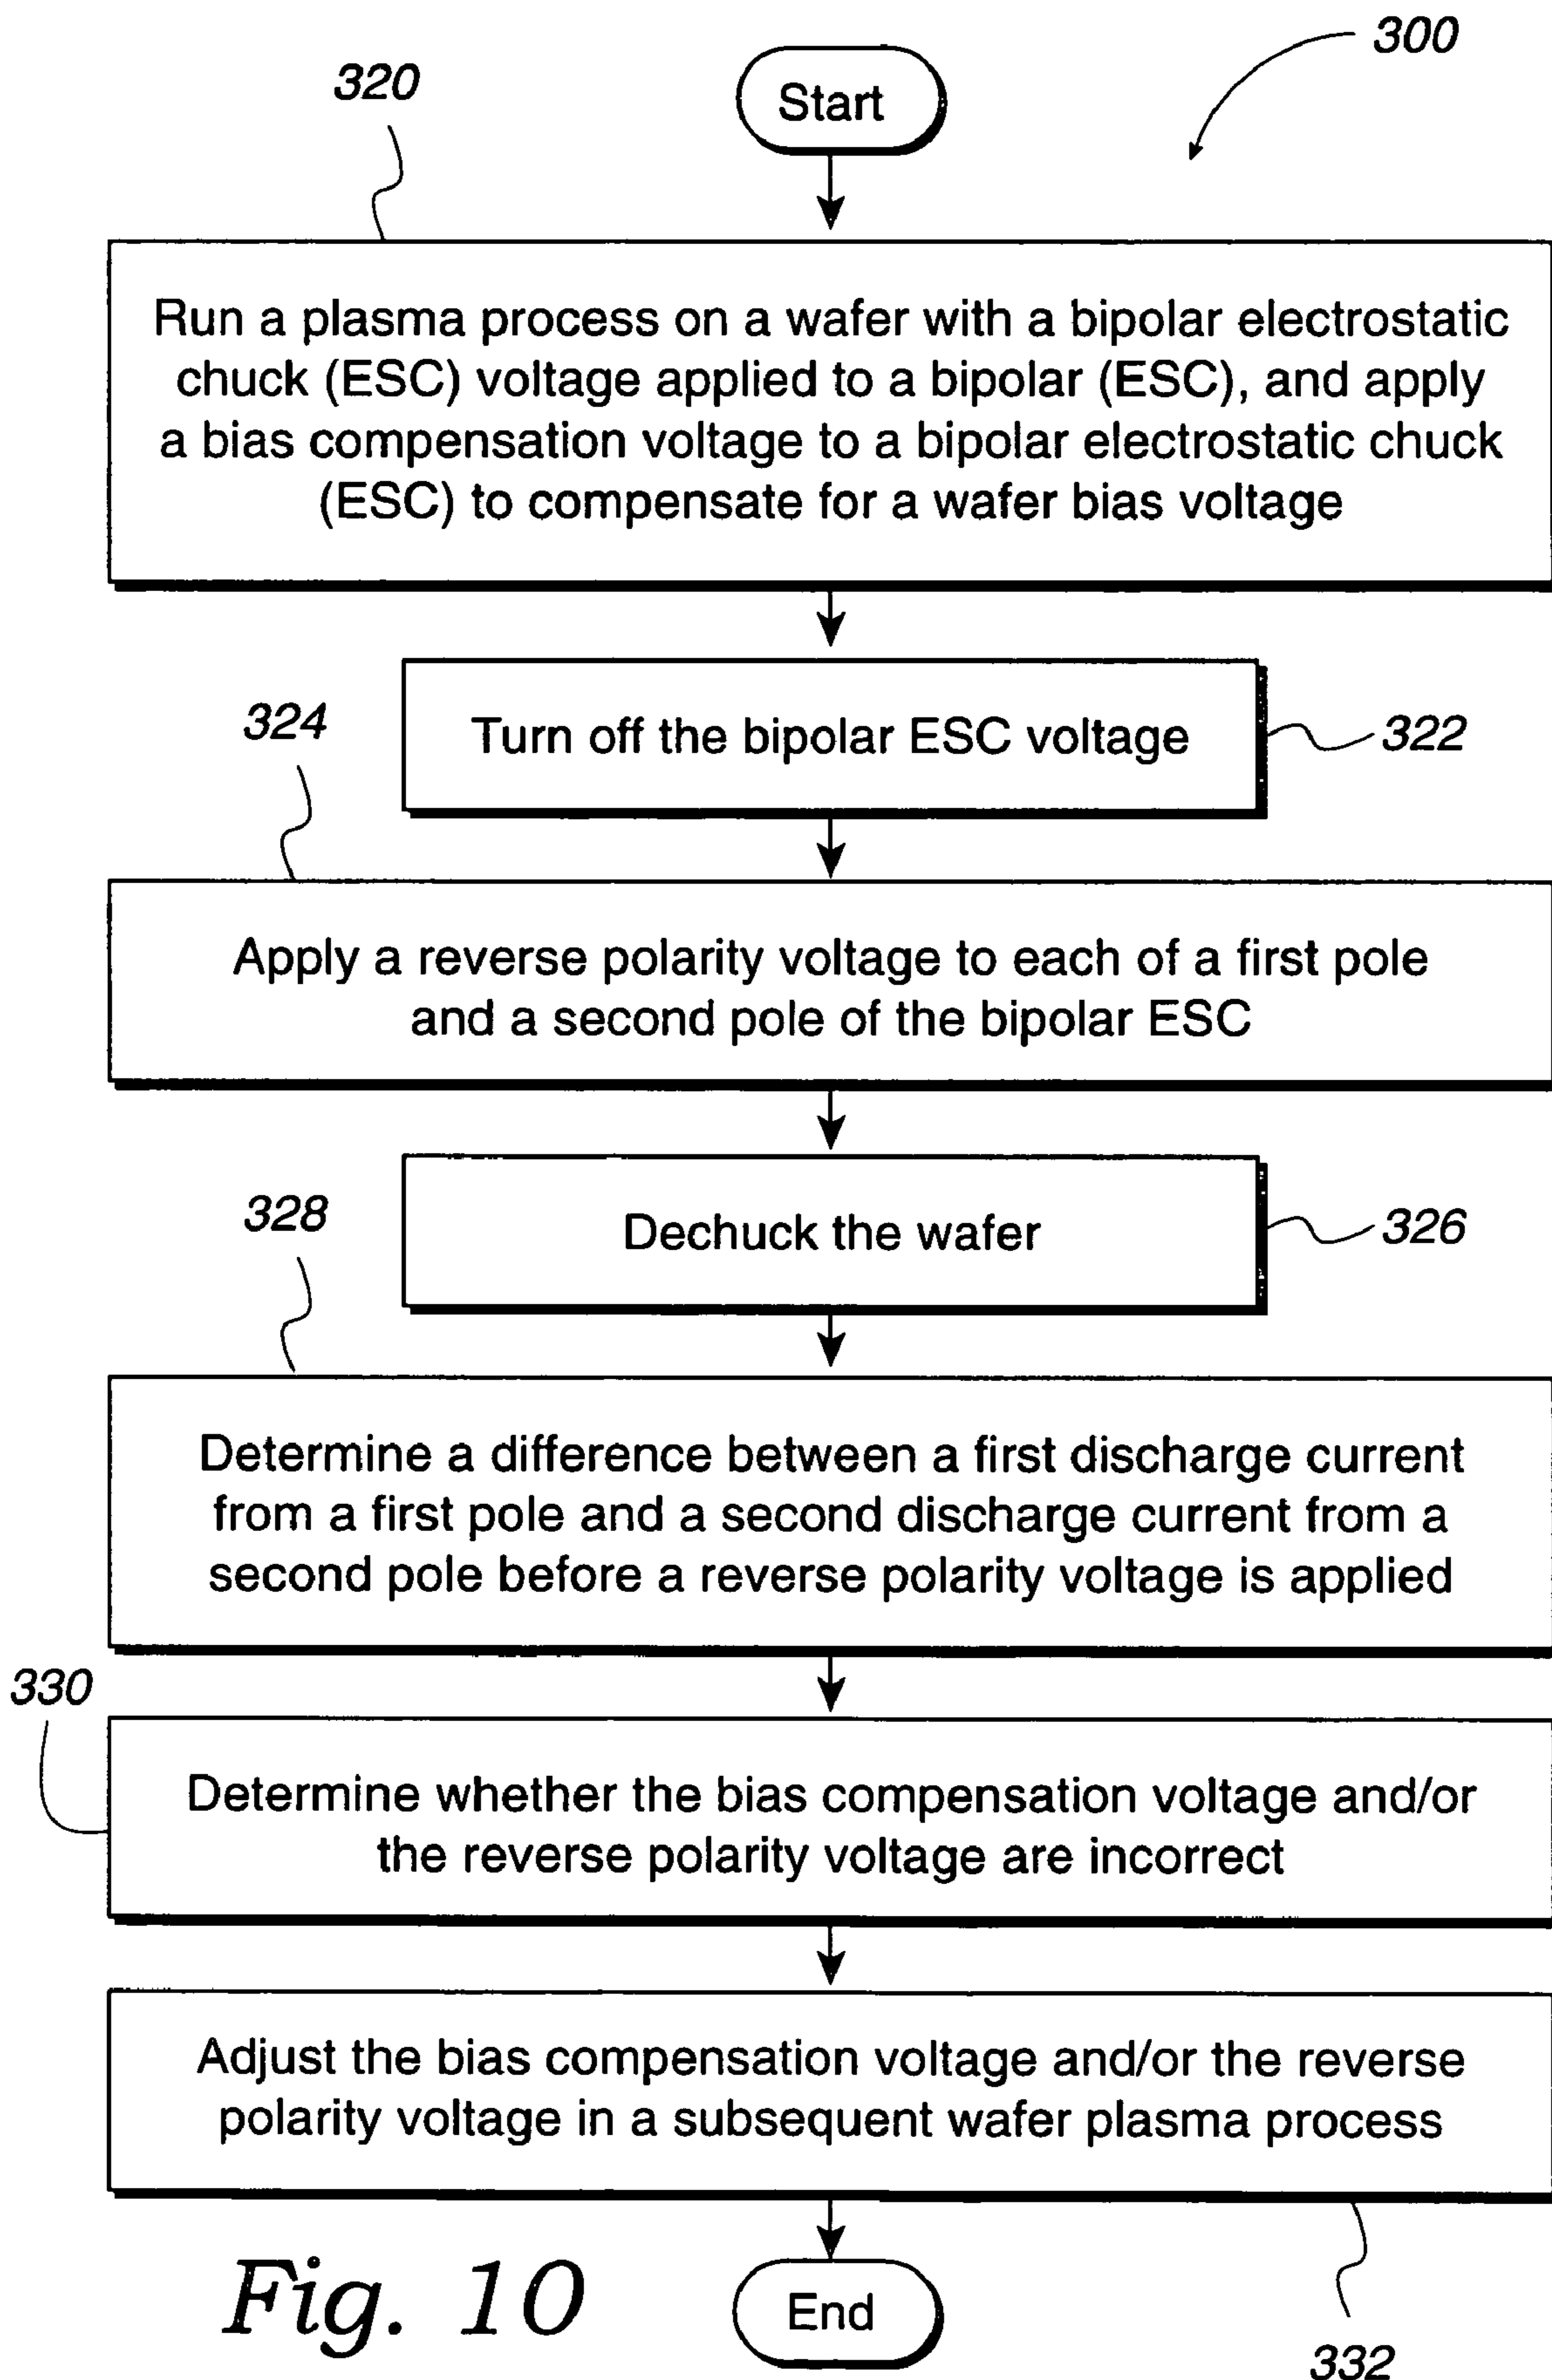 300
Start
320
Run a plasma process on a wafer with a bipolar electrostatic
chuck (ESC) voltage applied to a bipolar (ESC), and apply
a bias compensation voltage to a bipolar electrostatic chuck
(ESC) to compensate for a wafer bias voltage
Turn off the bipolar ESC voltage
322
324
Apply a reverse polarity voltage to each of a first pole
and a second pole of the bipolar ESC
Dechuck the wafer
326
328
Determine a difference between a first discharge current
from a first pole and a second discharge current from a
second pole before a reverse polarity voltage is applied
330
Determine whether the bias compensation voltage and/or
the reverse polarity voltage are incorrect
Adjust the bias compensation voltage and/or the reverse
polarity voltage in a subsequent wafer plasma process
332
End
Fig. 10